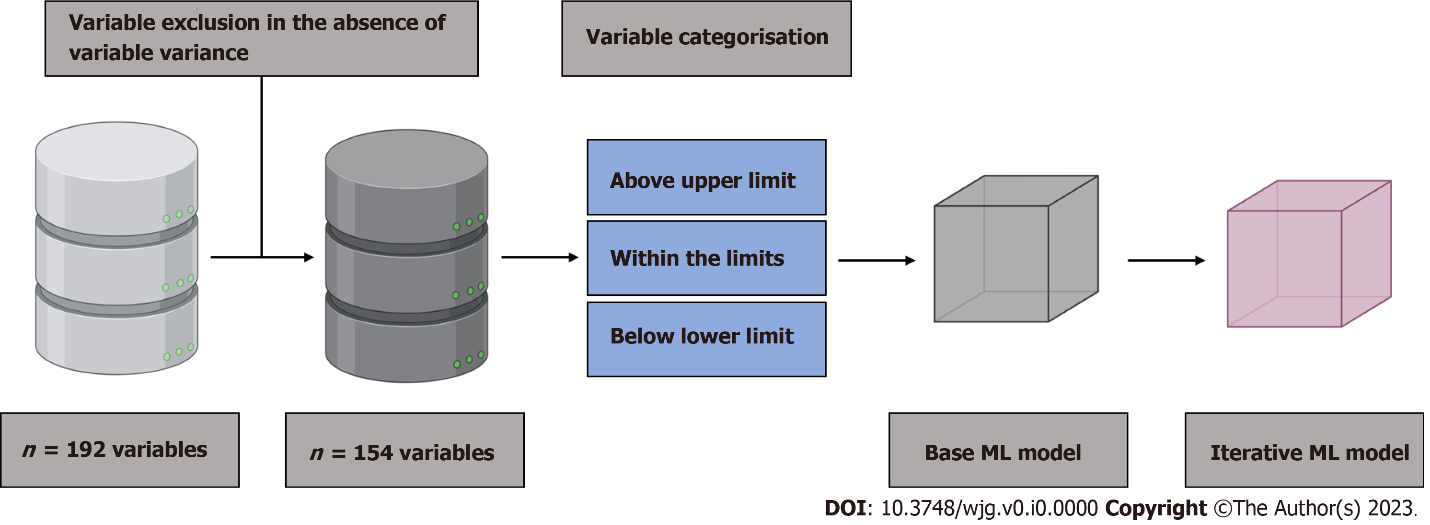 Variable exclusion in the absence of
variable variance
Variable categorisation
Above upper limit
Within the limits
Below lower limit
n = 192 variables
n = 154 variables
Base ML model
Iterative ML model
DOI: 10.3748/wjg.v0.i0.0000 Copyright ©The Author(s) 2023.